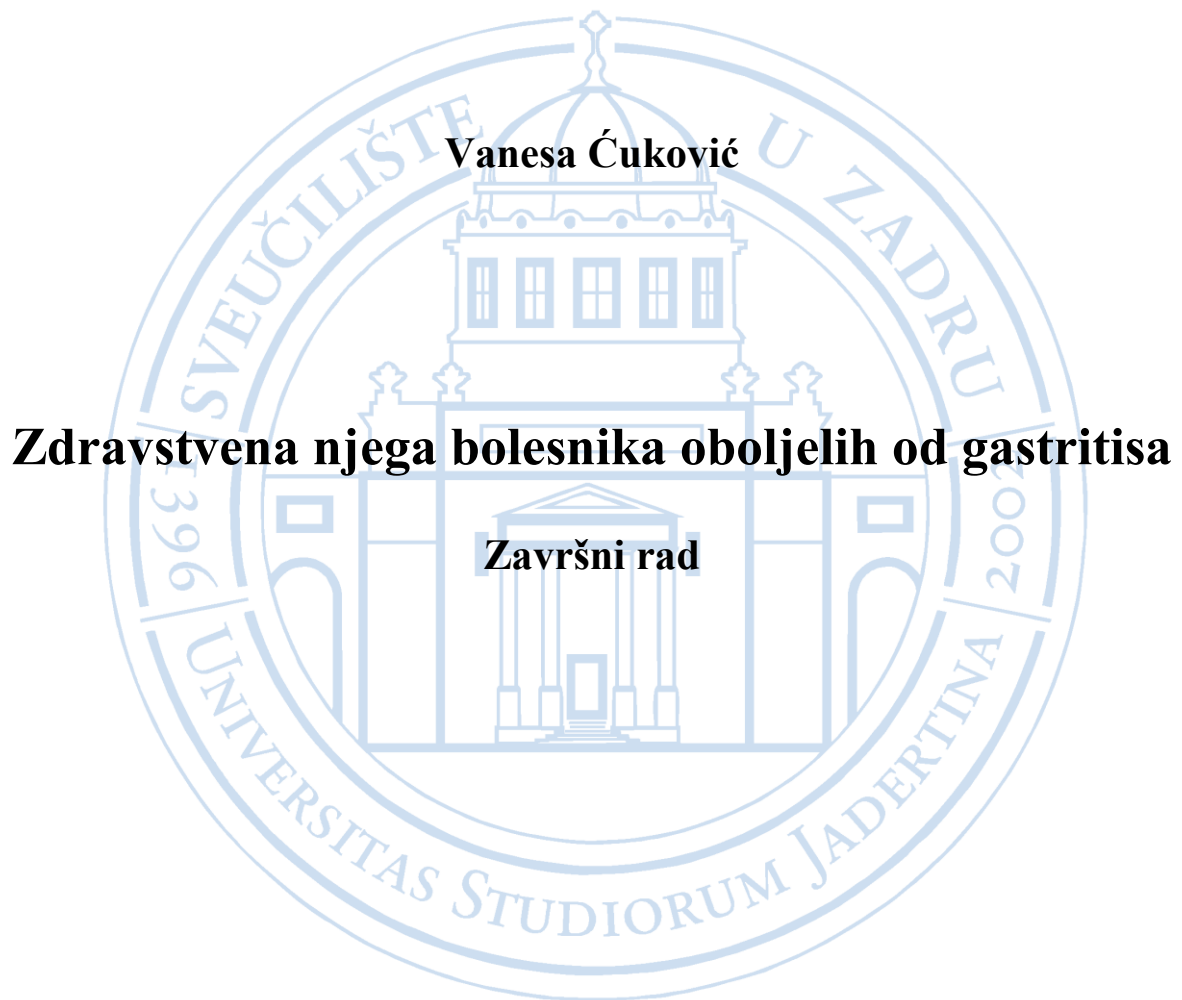 Vanesa Ćuković
Zdravstvena njega bolesnika oboljelih od gastritisa
Završni rad
SVEUČILIŠTE U ZADRU
1396
2002
UNIVERSITAS STUDIORUM JADERTINA